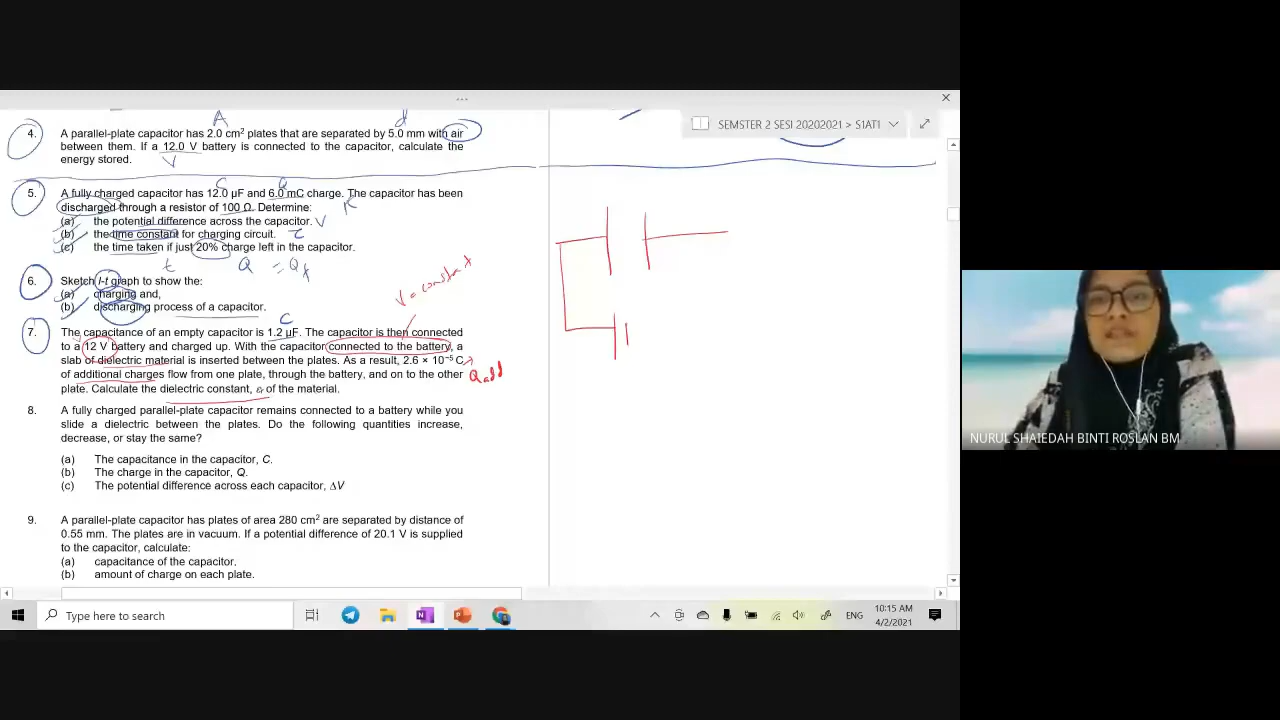 ...
SEMSTER 2 SESI 20202021 > S1ATI
A
d
4. A parallel-plate capacitor has 2.0 cm² plates that are separated by 5.0 mm with air
between them. If a 12.0 V battery is connected to the capacitor, calculate the
energy stored.
V
C
Q
5. A fully charged capacitor has 12.0 μF and 6.0 mC charge. The capacitor has been
discharged through a resistor of 100 Ω. Determine:
R
(a) the potential difference across the capacitor. V
(b) the time constant for charging circuit. τ
(c) the time taken if just 20% charge left in the capacitor.
t
Q
6. Sketch I-t graph to show the:
(a) charging and,
(b) discharging process of a capacitor.
V = constant
C
7. The capacitance of an empty capacitor is 1.2 μF. The capacitor is then connected
to a 12 V battery and charged up. With the capacitor connected to the battery, a
slab of dielectric material is inserted between the plates. As a result, 2.6 × 10⁻⁵ C
of additional charges flow from one plate, through the battery, and on to the other
Q add
plate. Calculate the dielectric constant, εr of the material.
8. A fully charged parallel-plate capacitor remains connected to a battery while you
slide a dielectric between the plates. Do the following quantities increase,
decrease, or stay the same?
(a) The capacitance in the capacitor, C.
(b) The charge in the capacitor, Q.
(c) The potential difference across each capacitor, ΔV
9. A parallel-plate capacitor has plates of area 280 cm² are separated by distance of
0.55 mm. The plates are in vacuum. If a potential difference of 20.1 V is supplied
to the capacitor, calculate:
(a) capacitance of the capacitor.
(b) amount of charge on each plate.
NURUL SHAIEDAH BINTI ROSLAN BM
Type here to search
ENG
10:15 AM
4/2/2021